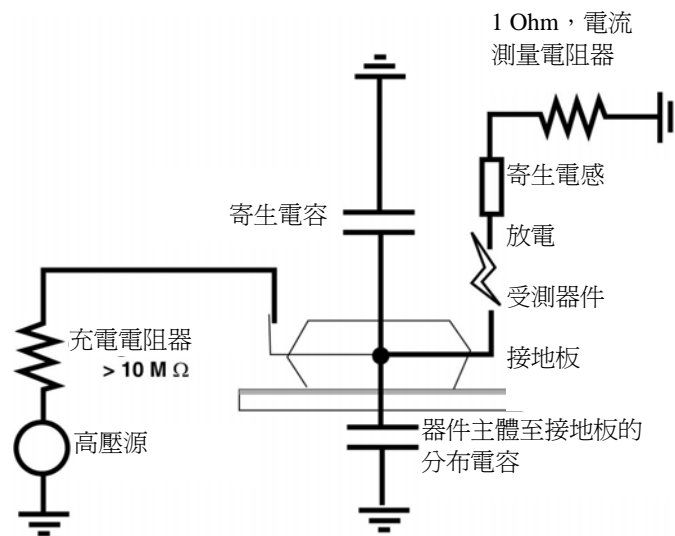 1 Ohm，電流
測量電阻器
寄生電感
寄生電容
放電
受測器件
充電電阻器
> 10 M Ω
接地板
高壓源
器件主體至接地板的
分布電容